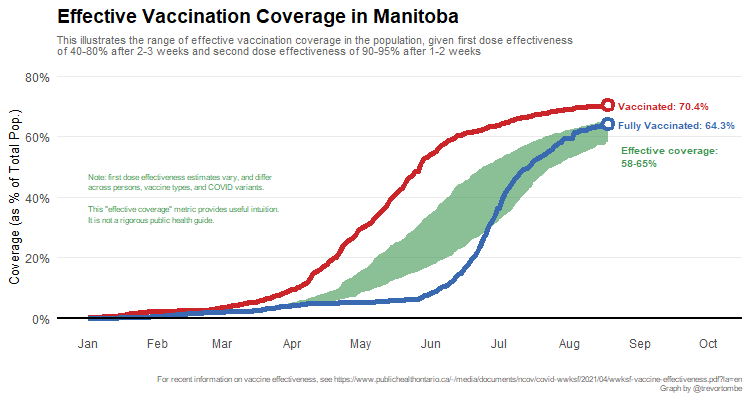 Effective Vaccination Coverage in Manitoba
This illustrates the range of effective vaccination coverage in the population, given first dose effectiveness
of 40-80% after 2-3 weeks and second dose effectiveness of 90-95% after 1-2 weeks
Coverage (as % of Total Pop.)
80%
60%
40%
20%
0%
Vaccinated: 70.4%
Fully Vaccinated: 64.3%
Effective coverage:
58-65%
Note: first dose effectiveness estimates vary, and differ
across persons, vaccine types, and COVID variants.
This "effective coverage" metric provides useful intuition.
It is not a rigorous public health guide.
Jan Feb Mar Apr May Jun Jul Aug Sep Oct
For recent information on vaccine effectiveness, see https://www.publichealthontario.ca/-/media/documents/ncov/covid-wwksf/2021/04/wwksf-vaccine-effectiveness.pdf?la=en
Graph by @trevortombe